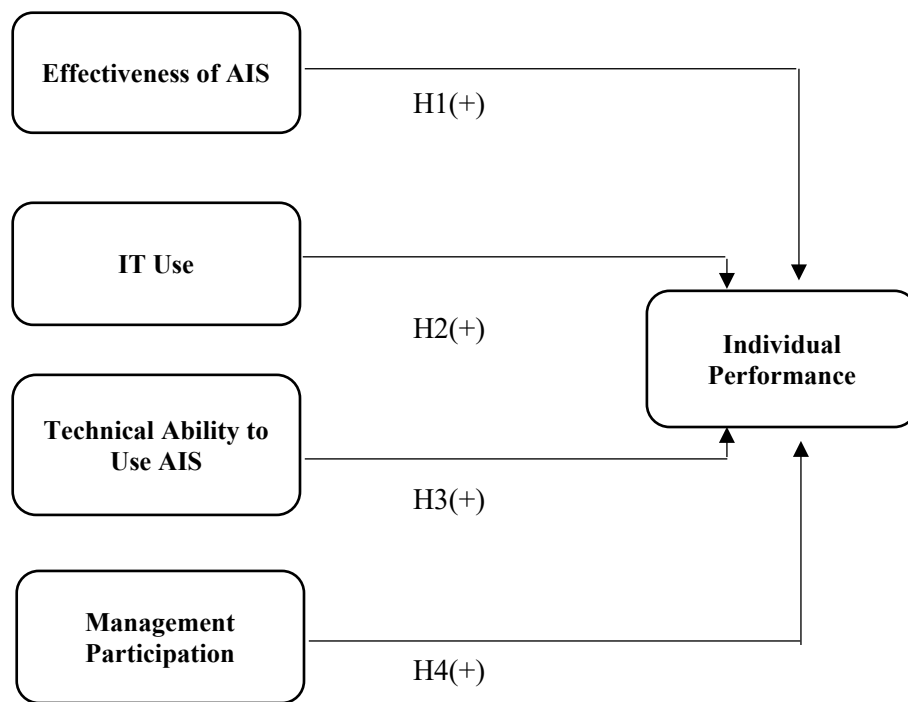 Effectiveness of AIS
H1(+)
IT Use
H2(+)
Individual
Performance
Technical Ability to
Use AIS
H3(+)
Management
Participation
H4(+)